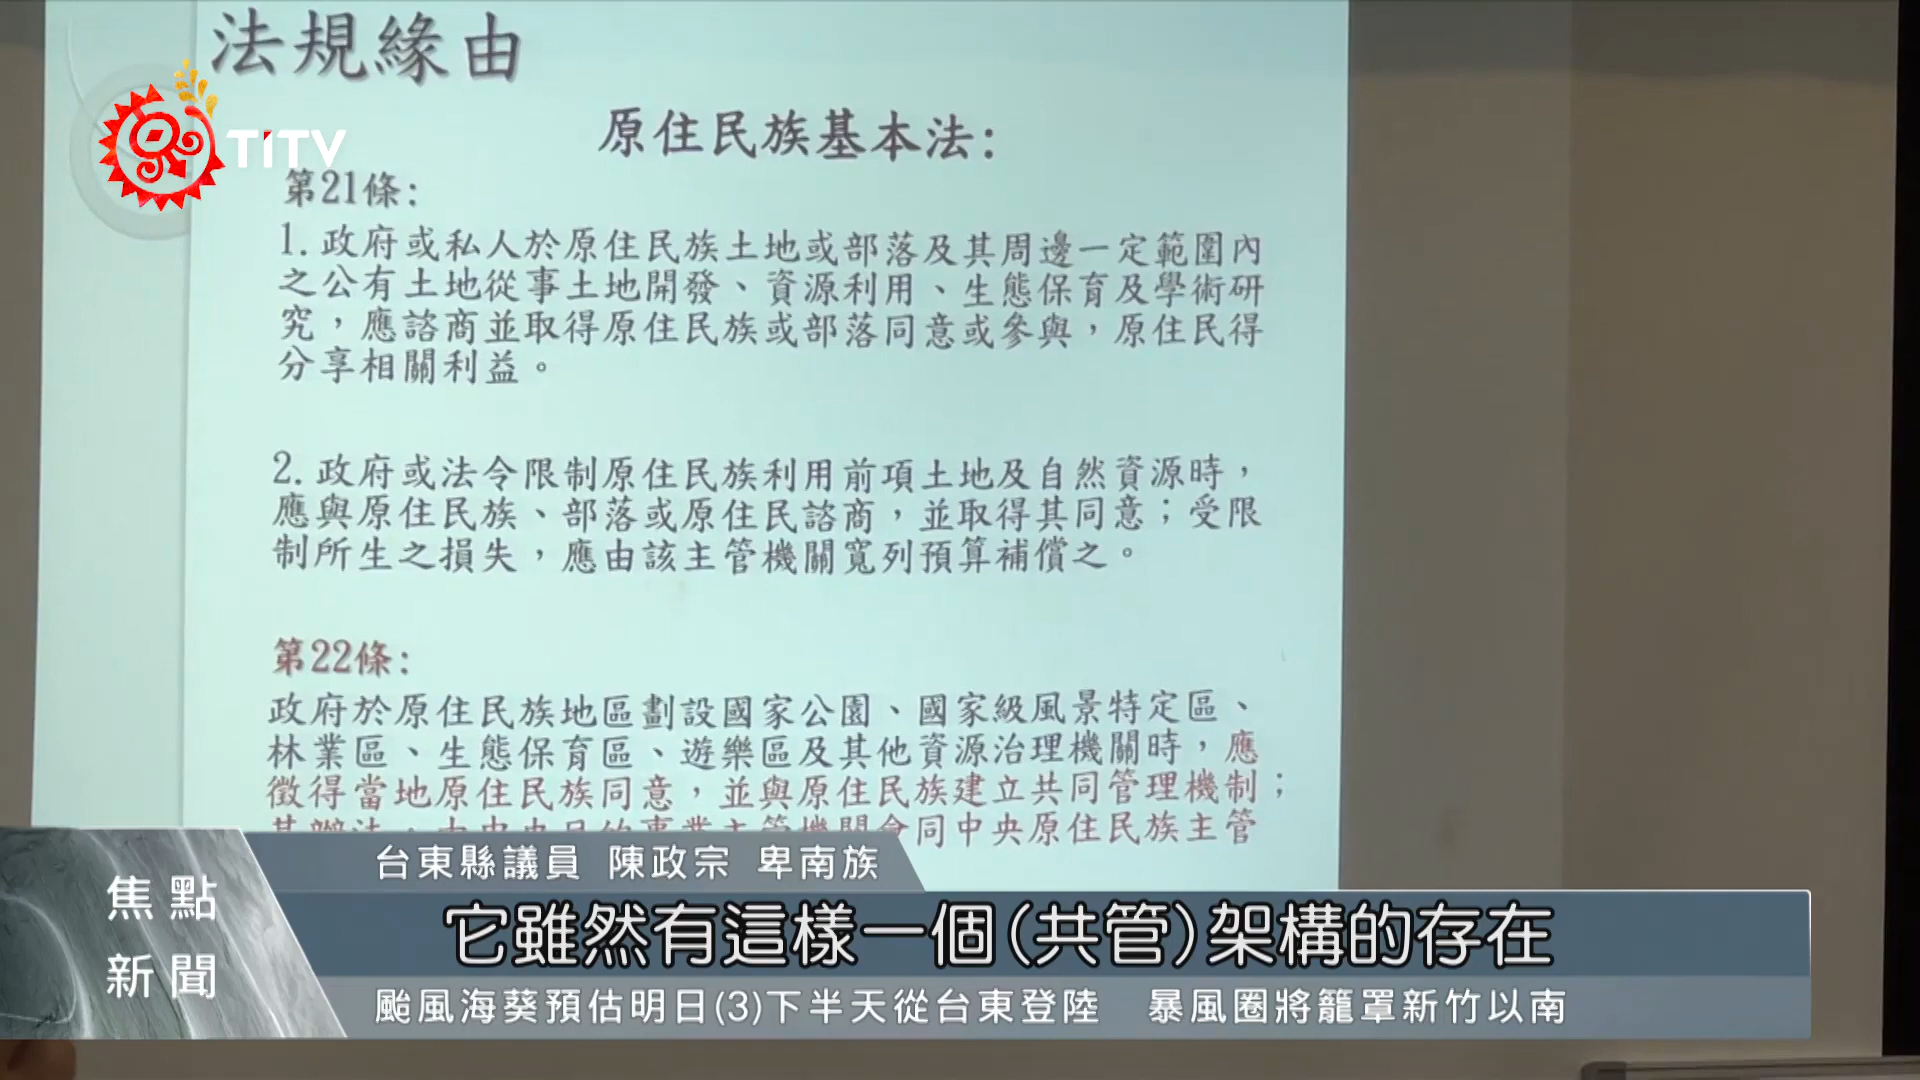 法規緣由
TiTV
原住民族基本法:
第21條:
1.政府或私人於原住民族土地或部落及其周邊一定範圍內
之公有土地從事土地開發、資源利用、生態保育及學術研
究，應諮商並取得原住民族或部落同意或參與，原住民得
分享相關利益。
2.政府或法令限制原住民族利用前項土地及自然資源時，
應與原住民族、部落或原住民諮商，並取得其同意；受限
制所生之損失，應由該主管機關寬列預算補償之。
第22條:
政府於原住民族地區劃設國家公園、國家級風景特定區、
林業區、生態保育區、遊樂區及其他資源治理機關時，應
徵得當地原住民族同意，並與原住民族建立共同管理機制；
會同中央原住民族主管
台東縣議員 陳政宗 卑南族
焦點
新聞
它雖然有這樣一個(共管)架構的存在
颱風海葵預估明日(3)下半天從台東登陸 暴風圈將籠罩新竹以南